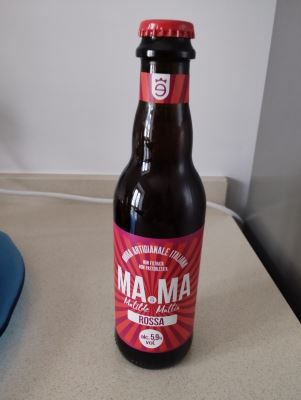 BIRRA ARTIGIANALE ITALIANA
NON FILTRATA
NON PASTORIZZATA
MA.MA
Matilde . Mattia
ROSSA
alc. 5,9%
vol